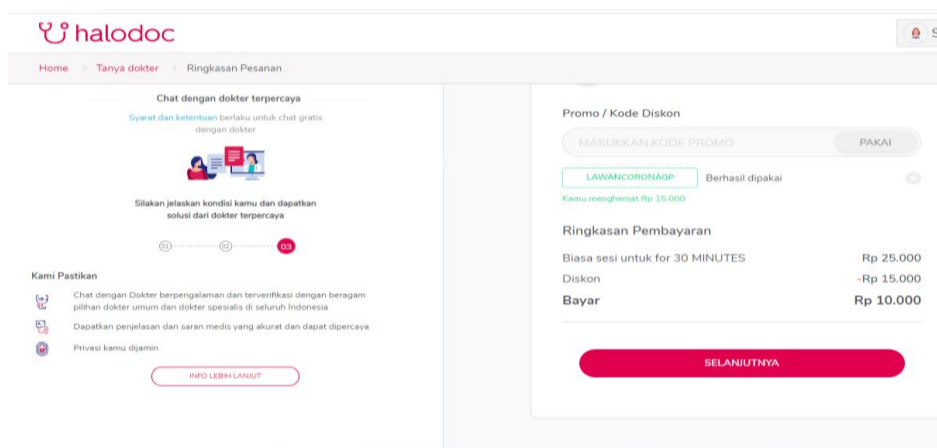 halodoc
S
Home > Tanya dokter > Ringkasan Pesanan
Chat dengan dokter terpercaya
Syarat dan ketentuan berlaku untuk chat gratis
dengan dokter
Silakan jelaskan kondisi kamu dan dapatkan
solusi dari dokter terpercaya
01 02 03
Kami Pastikan
Chat dengan Dokter berpengalaman dan terverifikasi dengan beragam
pilihan dokter umum dan dokter spesialis di seluruh Indonesia
Dapatkan penjelasan dan saran medis yang akurat dan dapat dipercaya
Privasi kamu dijamin
INFO LEBIH LANJUT
Promo / Kode Diskon
MASUKKAN KODE PROMO PAKAI
LAWANCORONAGP Berhasil dipakai
Kamu menghemat Rp 15.000
Ringkasan Pembayaran
Biasa sesi untuk for 30 MINUTES Rp 25.000
Diskon -Rp 15.000
Bayar Rp 10.000
SELANJUTNYA